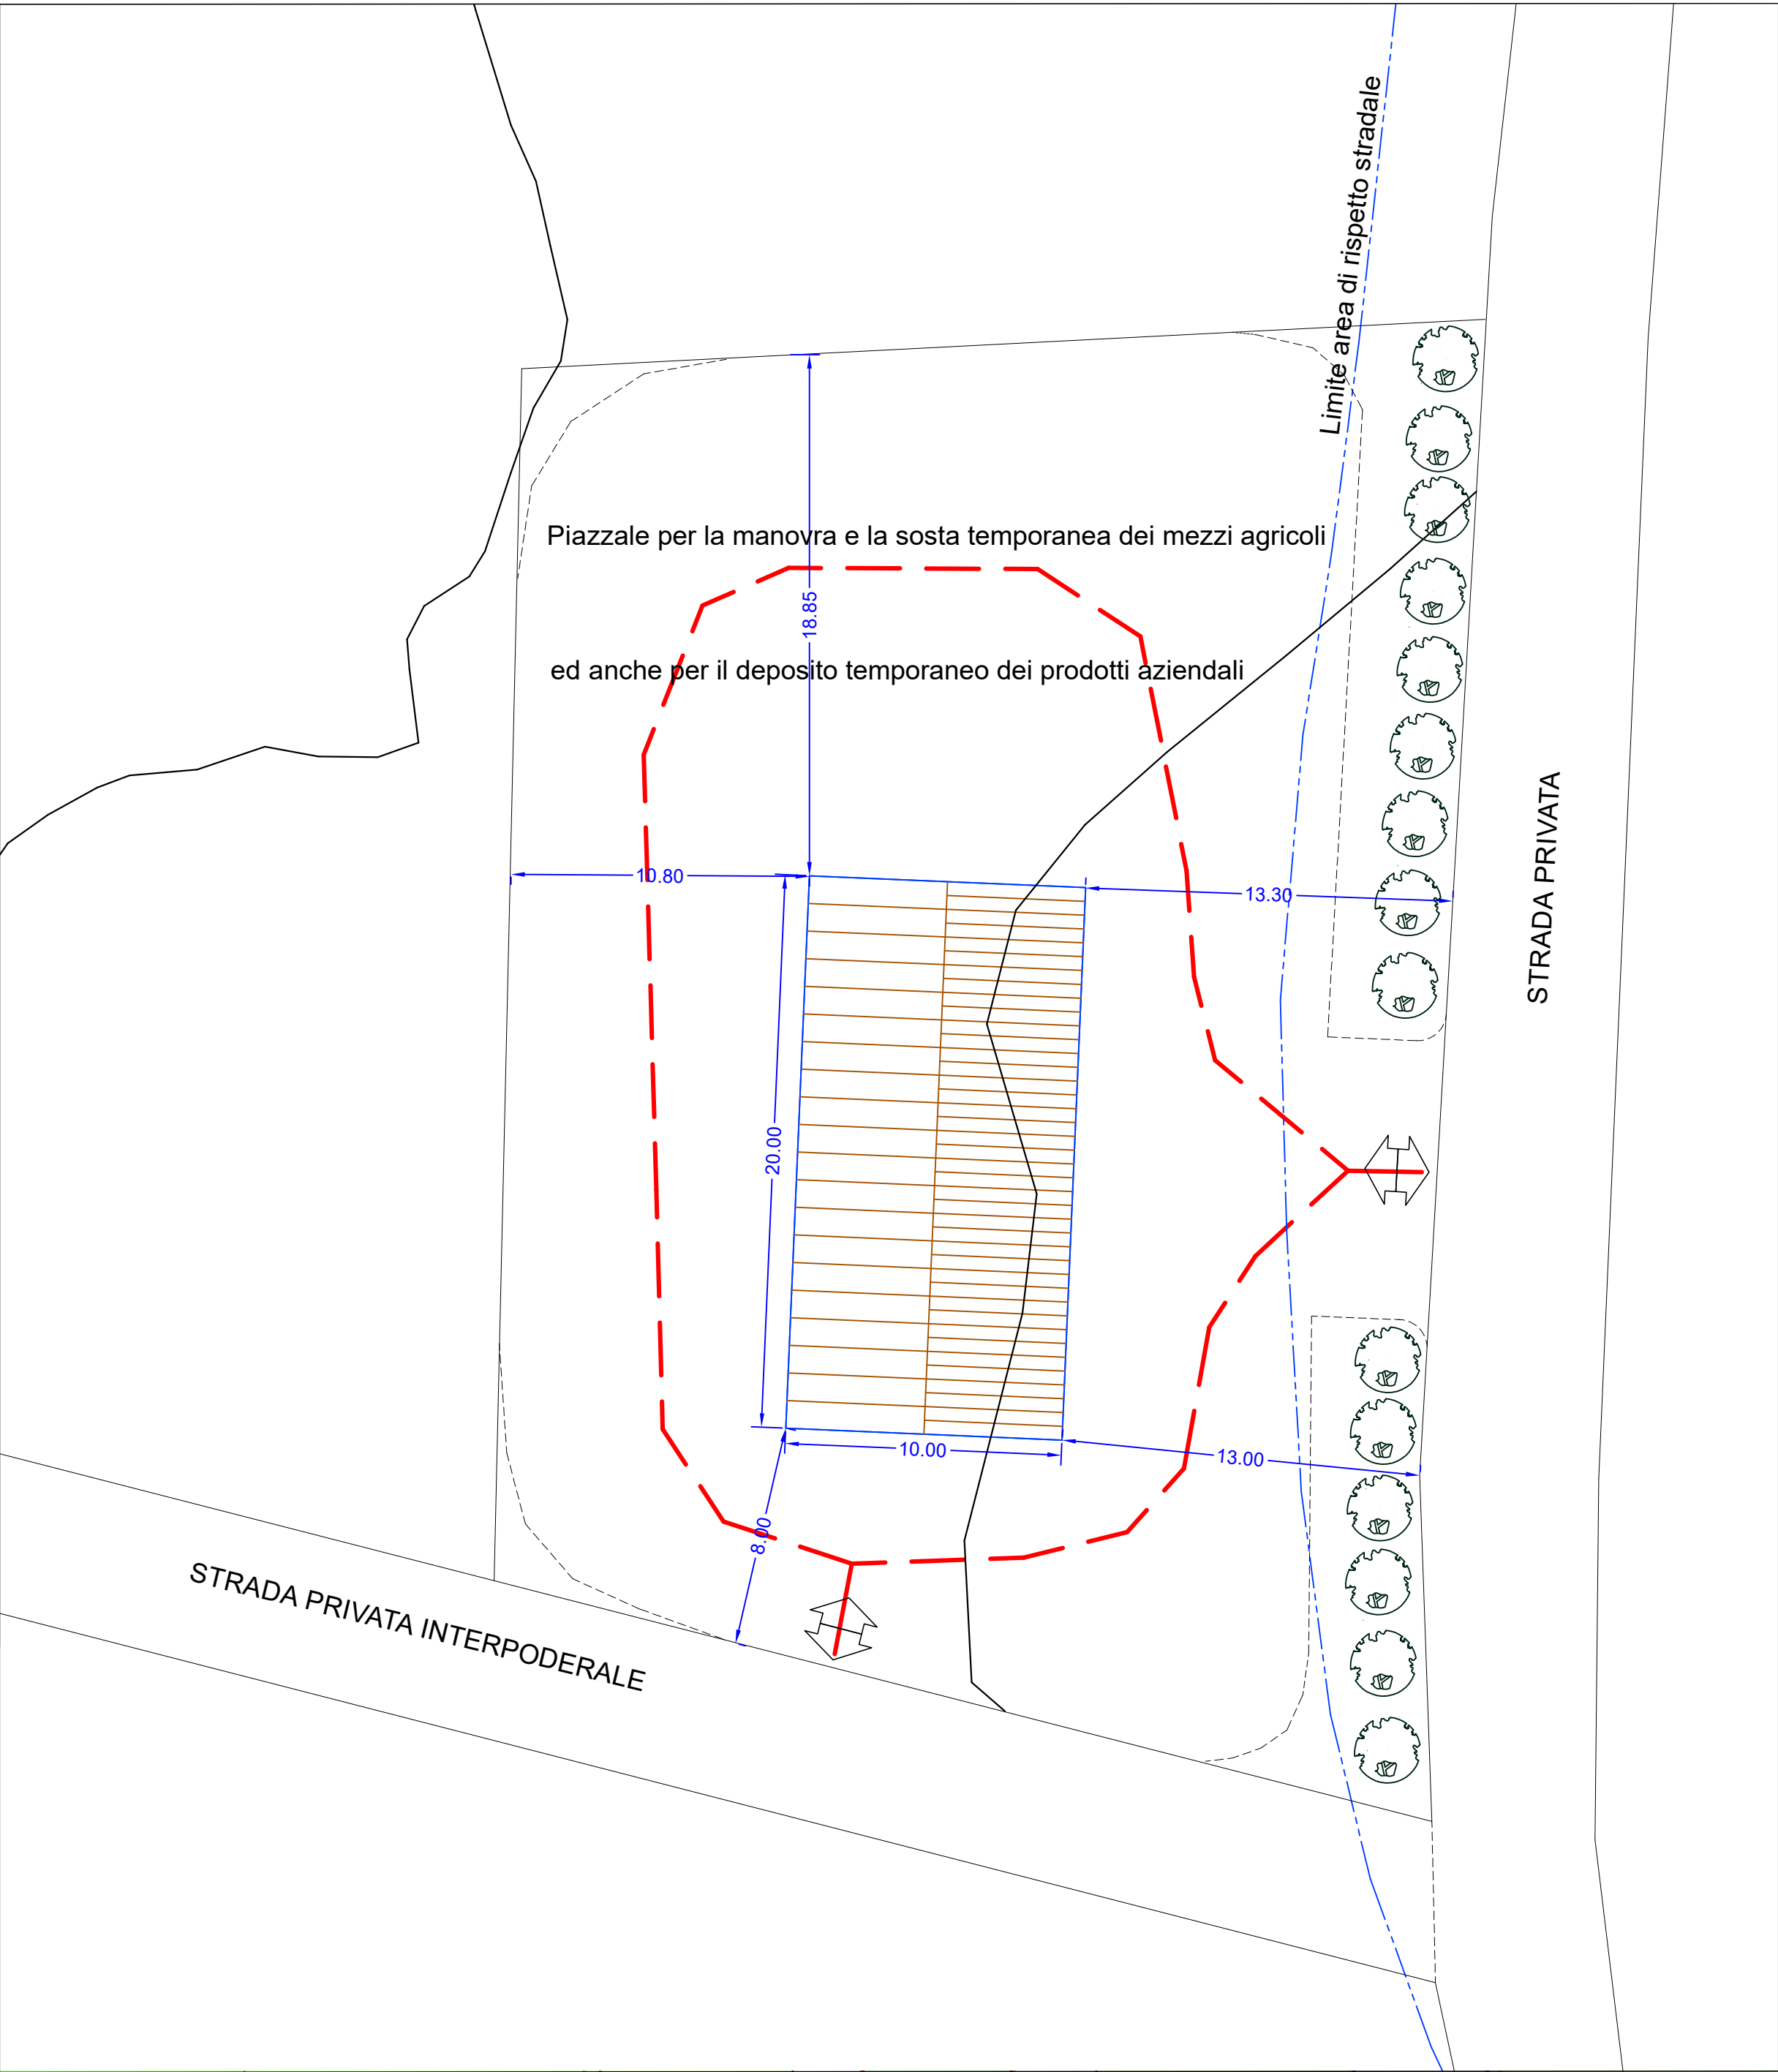 Limite area di rispetto stradale
Piazzale per la manovra e la sosta temporanea dei mezzi agricoli
18.85
ed anche per il deposito temporaneo dei prodotti aziendali
STRADA PRIVATA
10.80
13.30
20.00
10.00
13.00
8.00
STRADA PRIVATA INTERPODERALE